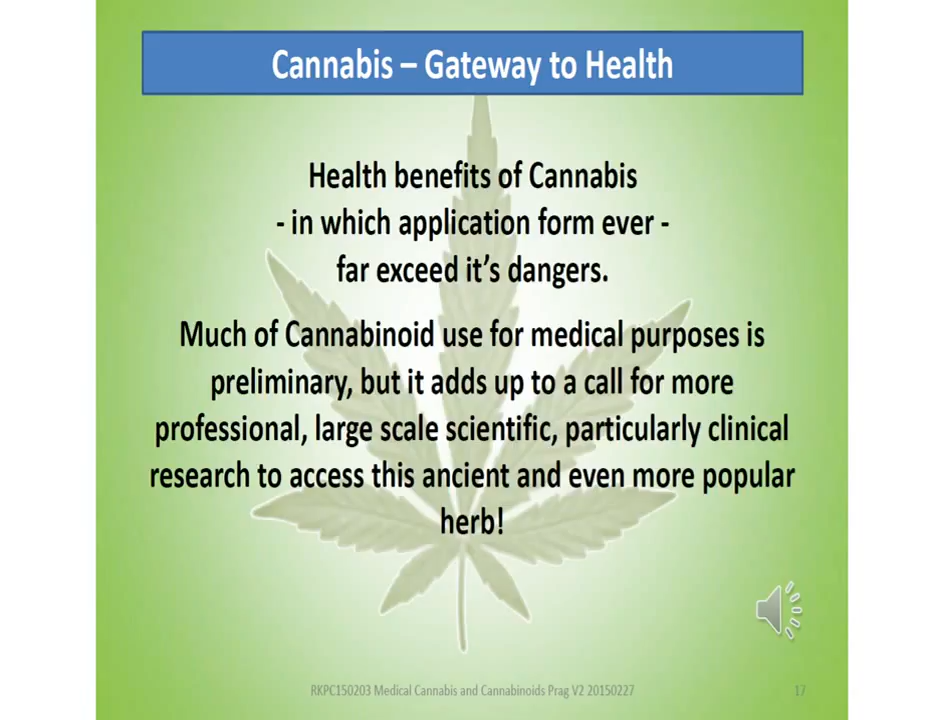 Cannabis – Gateway to Health
Health benefits of Cannabis
- in which application form ever -
far exceed it's dangers.
Much of Cannabinoid use for medical purposes is
preliminary, but it adds up to a call for more
professional, large scale scientific, particularly clinical
research to access this ancient and even more popular
herb!
RKPC150203 Medical Cannabis and Cannabinoids Prag V2 20150227
17